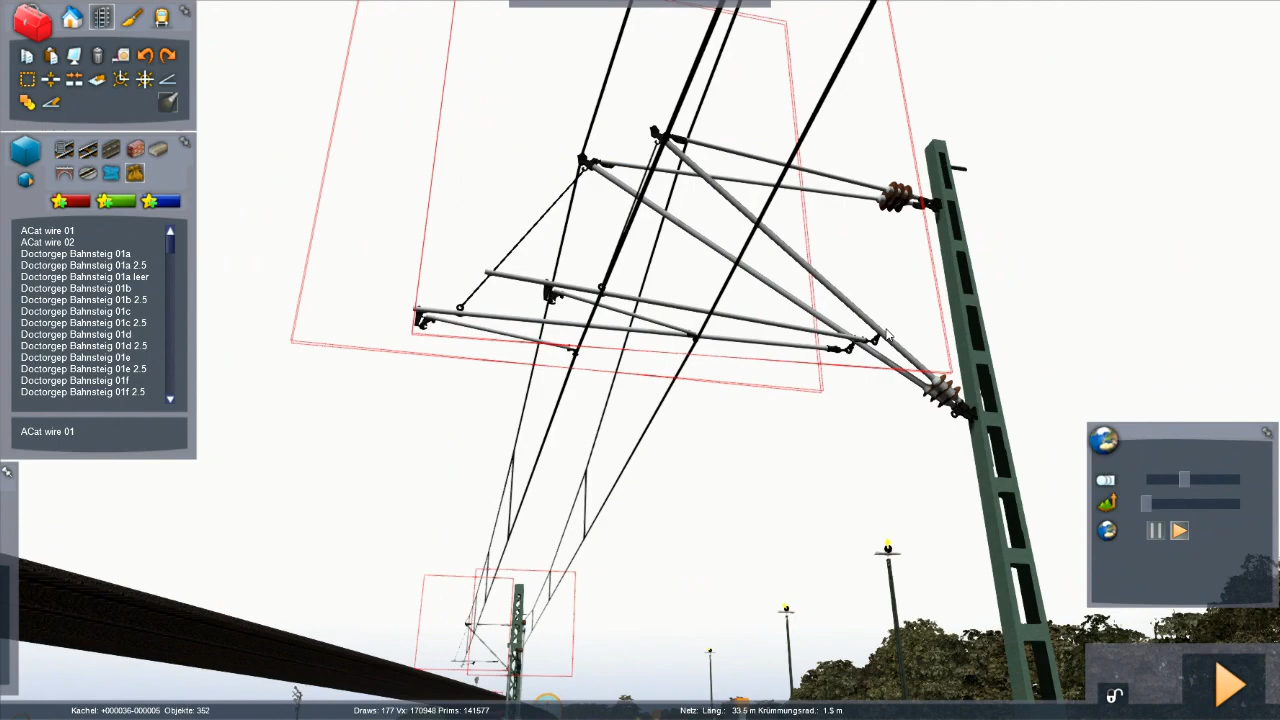 ACat wire 01
ACat wire 02
Doctorgep Bahnsteig 01a
Doctorgep Bahnsteig 01a 2.5
Doctorgep Bahnsteig 01a leer
Doctorgep Bahnsteig 01b
Doctorgep Bahnsteig 01b 2.5
Doctorgep Bahnsteig 01c
Doctorgep Bahnsteig 01c 2.5
Doctorgep Bahnsteig 01d
Doctorgep Bahnsteig 01d 2.5
Doctorgep Bahnsteig 01e
Doctorgep Bahnsteig 01e 2.5
Doctorgep Bahnsteig 01f
Doctorgep Bahnsteig 01f 2.5
ACat wire 01
Kachel: +000036-000005 Objekte: 352
Draws: 177 Vx: 170948 Prims: 141577
Netz: Läng.: 33.5 m Krümmungsrad.: 1.$ m